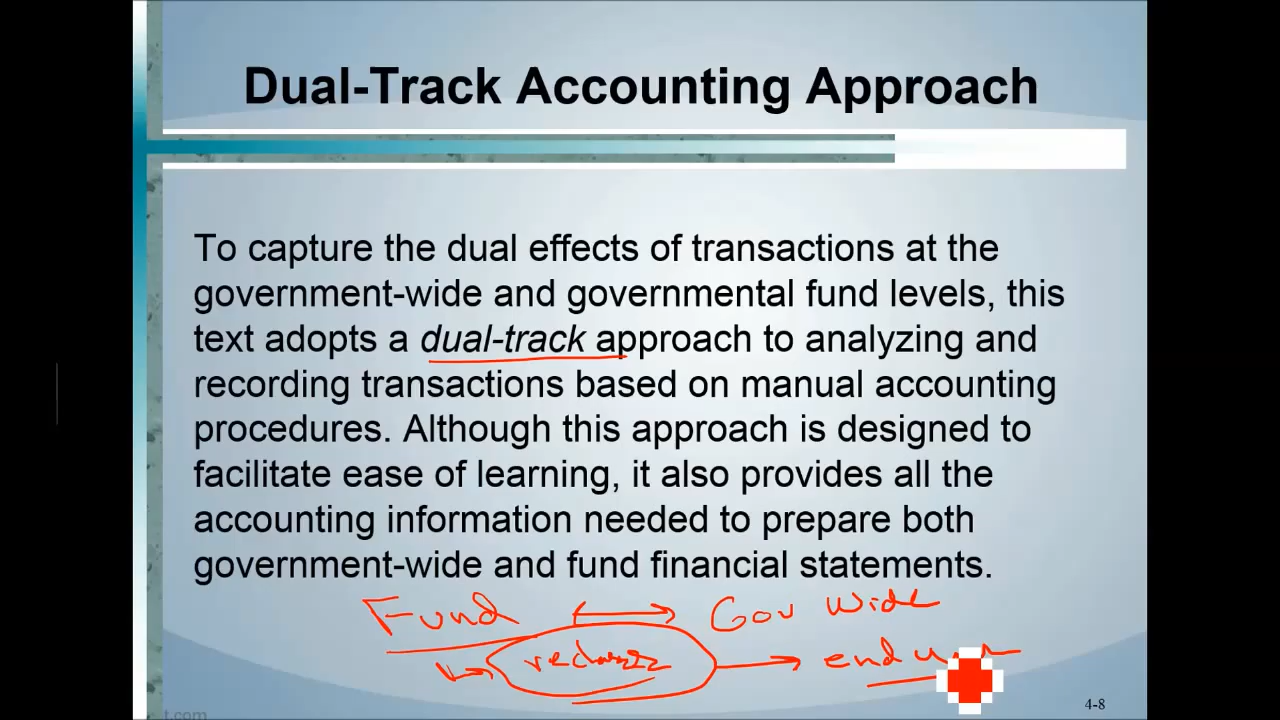 Dual-Track Accounting Approach
To capture the dual effects of transactions at the
government-wide and governmental fund levels, this
text adopts a dual-track approach to analyzing and
recording transactions based on manual accounting
procedures. Although this approach is designed to
facilitate ease of learning, it also provides all the
accounting information needed to prepare both
government-wide and fund financial statements.
Fund Gov Wide
end
4-8
t.com